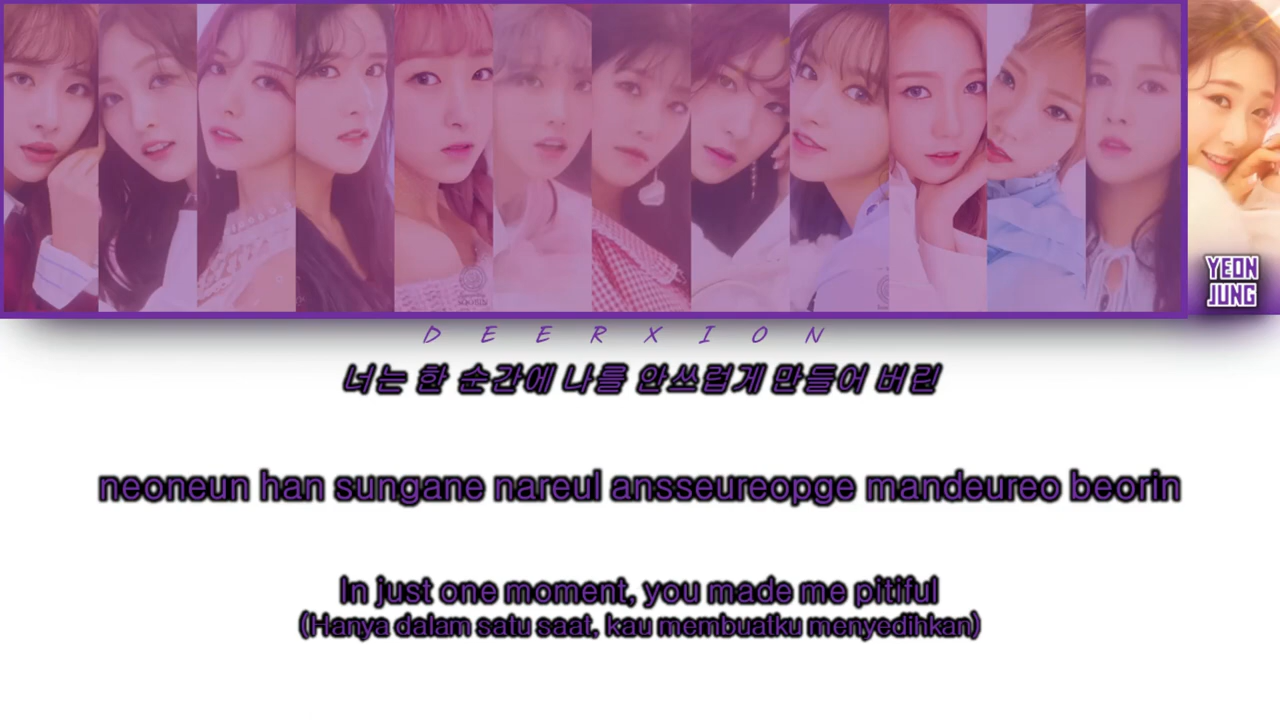 YEON
JUNG
DEERXION
너는 한 순간에 나를 안쓰럽게 만들어 버린
neoneun han sungane nareul ansseureopge mandeureo beorin
In just one moment, you made me pitiful
(Hanya dalam satu saat, kau membuatku menyedihkan)